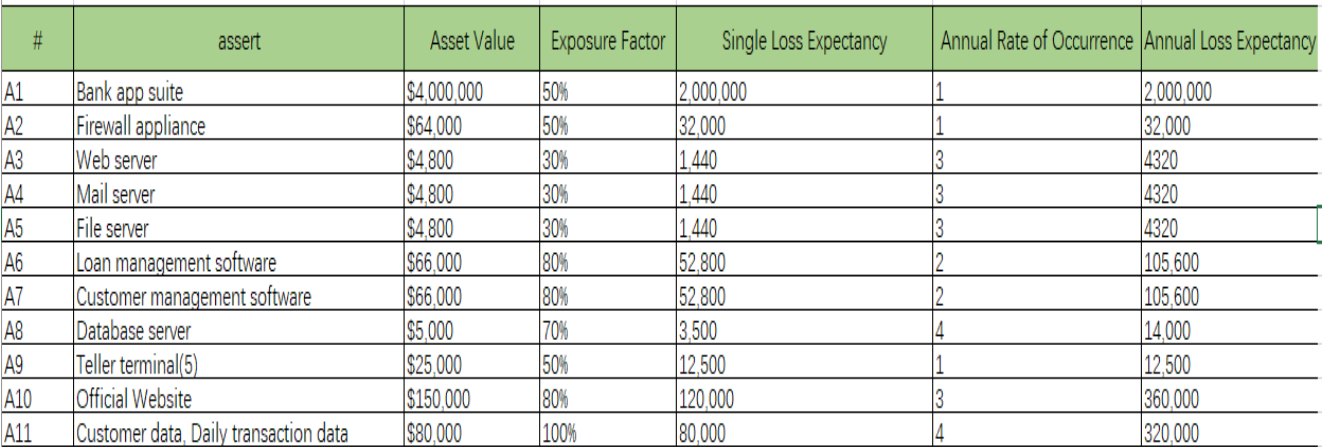 # assert Asset Value Exposure Factor Single Loss Expectancy Annual Rate of Occurrence Annual Loss Expectancy
A1 Bank app suite $4,000,000 50% 2,000,000 1 2,000,000
A2 Firewall appliance $64,000 50% 32,000 1 32,000
A3 Web server $4,800 30% 1,440 3 4320
A4 Mail server $4,800 30% 1,440 3 4320
A5 File server $4,800 30% 1,440 3 4320
A6 Loan management software $66,000 80% 52,800 2 105,600
A7 Customer management software $66,000 80% 52,800 2 105,600
A8 Database server $5,000 70% 3,500 4 14,000
A9 Teller terminal(5) $25,000 50% 12,500 1 12,500
A10 Official Website $150,000 80% 120,000 3 360,000
A11 Customer data, Daily transaction data $80,000 100% 80,000 4 320,000